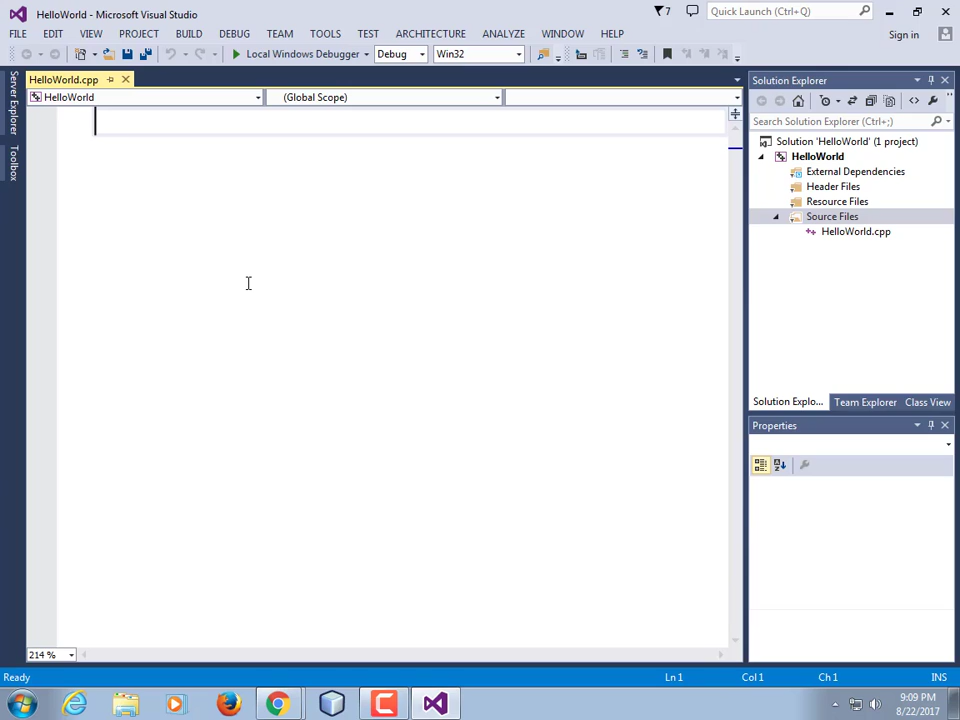 HelloWorld - Microsoft Visual Studio
7
Quick Launch (Ctrl+Q)
FILE EDIT VIEW PROJECT BUILD DEBUG TEAM TOOLS TEST ARCHITECTURE ANALYZE WINDOW HELP
Sign in
Local Windows Debugger
Debug
Win32
Server Explorer
Toolbox
HelloWorld.cpp
HelloWorld
(Global Scope)
Solution Explorer
Search Solution Explorer (Ctrl+;)
Solution 'HelloWorld' (1 project)
HelloWorld
External Dependencies
Header Files
Resource Files
Source Files
HelloWorld.cpp
Solution Explo... Team Explorer Class View
Properties
214 %
Ready
Ln 1 Col 1 Ch 1 INS
9:09 PM
8/22/2017